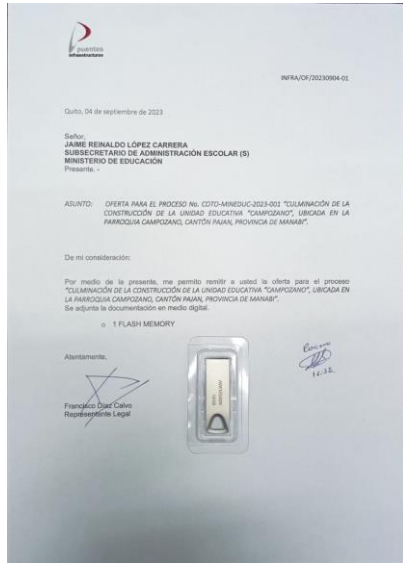 puentes
infraestructuras
INFRA/OF/20230904-01
Quito, 04 de septiembre de 2023
Señor,
JAIME REINALDO LÓPEZ CARRERA
SUBSECRETARIO DE ADMINISTRACIÓN ESCOLAR (S)
MINISTERIO DE EDUCACIÓN
Presente. -
ASUNTO: OFERTA PARA EL PROCESO No. COTO-MINEDUC-2023-001 "CULMINACIÓN DE LA
CONSTRUCCIÓN DE LA UNIDAD EDUCATIVA "CAMPOZANO", UBICADA EN LA
PARROQUIA CAMPOZANO, CANTÓN PAJAN, PROVINCIA DE MANABI".
De mi consideración:
Por medio de la presente, me permito remitir a usted la oferta para el proceso
"CULMINACIÓN DE LA CONSTRUCCIÓN DE LA UNIDAD EDUCATIVA "CAMPOZANO", UBICADA EN
LA PARROQUIA CAMPOZANO, CANTÓN PAJAN, PROVINCIA DE MANABI".
Se adjunta la documentación en medio digital.
o 1 FLASH MEMORY
Atentamente,
Francisco Díaz Calvo
Representante Legal